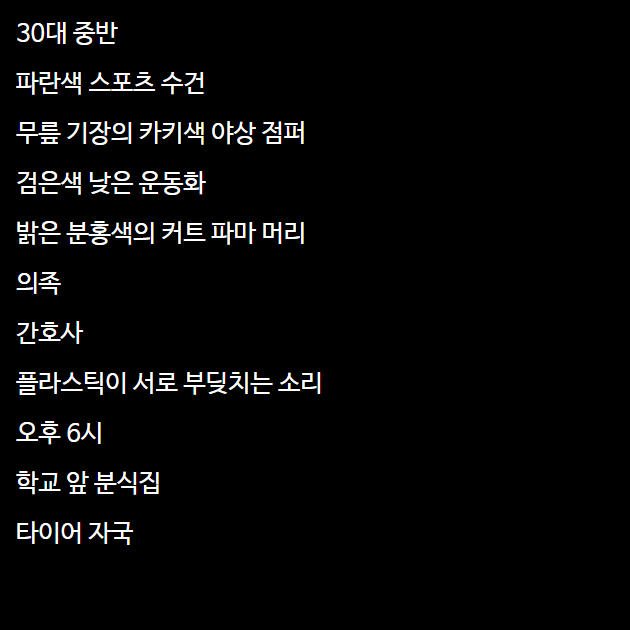 30대 중반
파란색 스포츠 수건
무릎 기장의 카키색 야상 점퍼
검은색 낮은 운동화
밝은 분홍색의 커트 파마 머리
의족
간호사
플라스틱이 서로 부딪치는 소리
오후 6시
학교 앞 분식집
타이어 자국